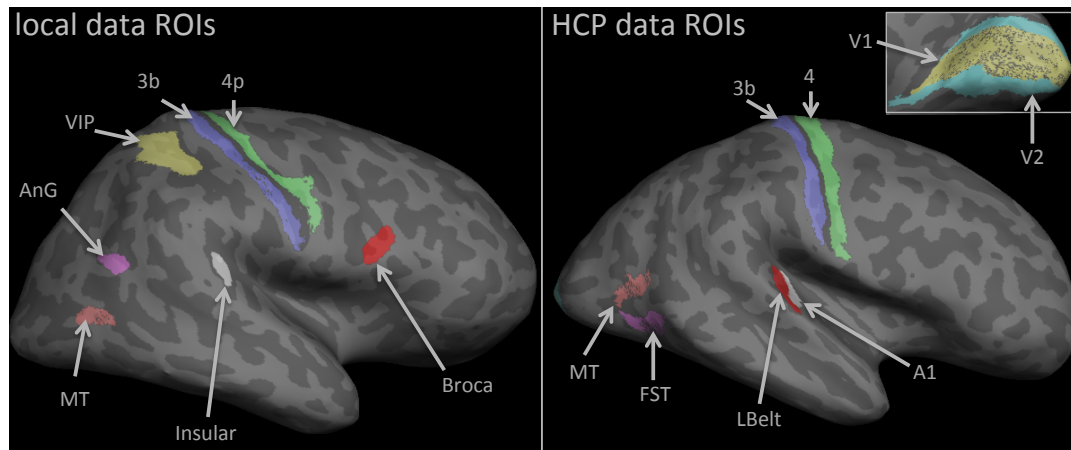 local data ROIs
3b
4p
VIP
AnG
MT
Insular
Broca
HCP data ROIs
V1
V2
3b
4
MT
FST
LBelt
A1